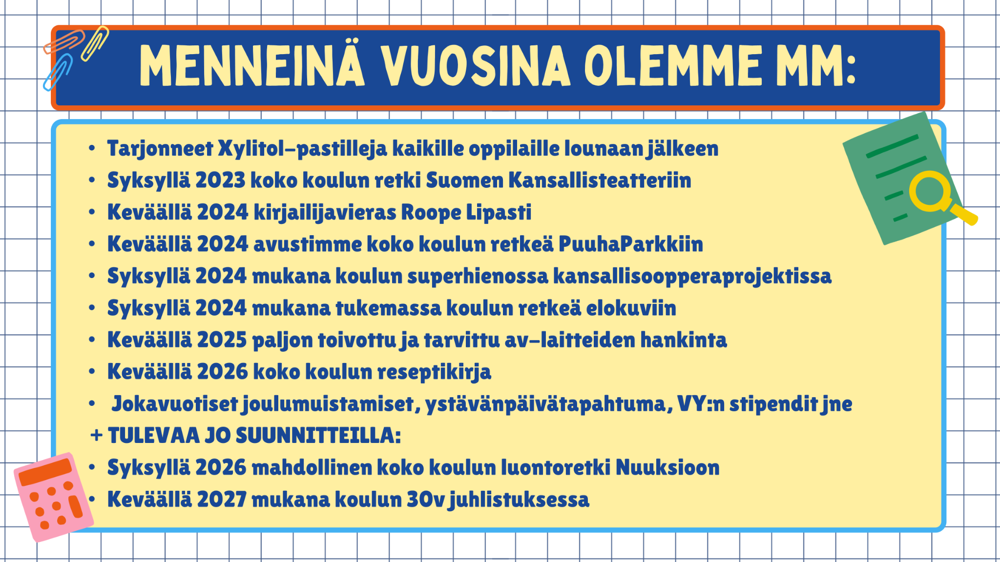 MENNEINÄ VUOSINA OLEMME MM:
• Tarjonneet Xylitol-pastilleja kaikille oppilaille lounaan jälkeen
• Syksyllä 2023 koko koulun retki Suomen Kansallisteatteriin
• Keväällä 2024 kirjailijavieras Roope Lipasti
• Keväällä 2024 avustimme koko koulun retkeä PuuhaParkkiin
• Syksyllä 2024 mukana koulun superhienossa kansallisoopperaprojektissa
• Syksyllä 2024 mukana tukemassa koulun retkeä elokuviin
• Keväällä 2025 paljon toivottu ja tarvittu av-laitteiden hankinta
• Keväällä 2026 koko koulun reseptikirja
• Jokavuotiset joulumuistamiset, ystävänpäivätapahtuma, VY:n stipendit jne
+ TULEVAA JO SUUNNITTEILLA:
• Syksyllä 2026 mahdollinen koko koulun luontoretki Nuuksioon
• Keväällä 2027 mukana koulun 30v juhlistuksessa